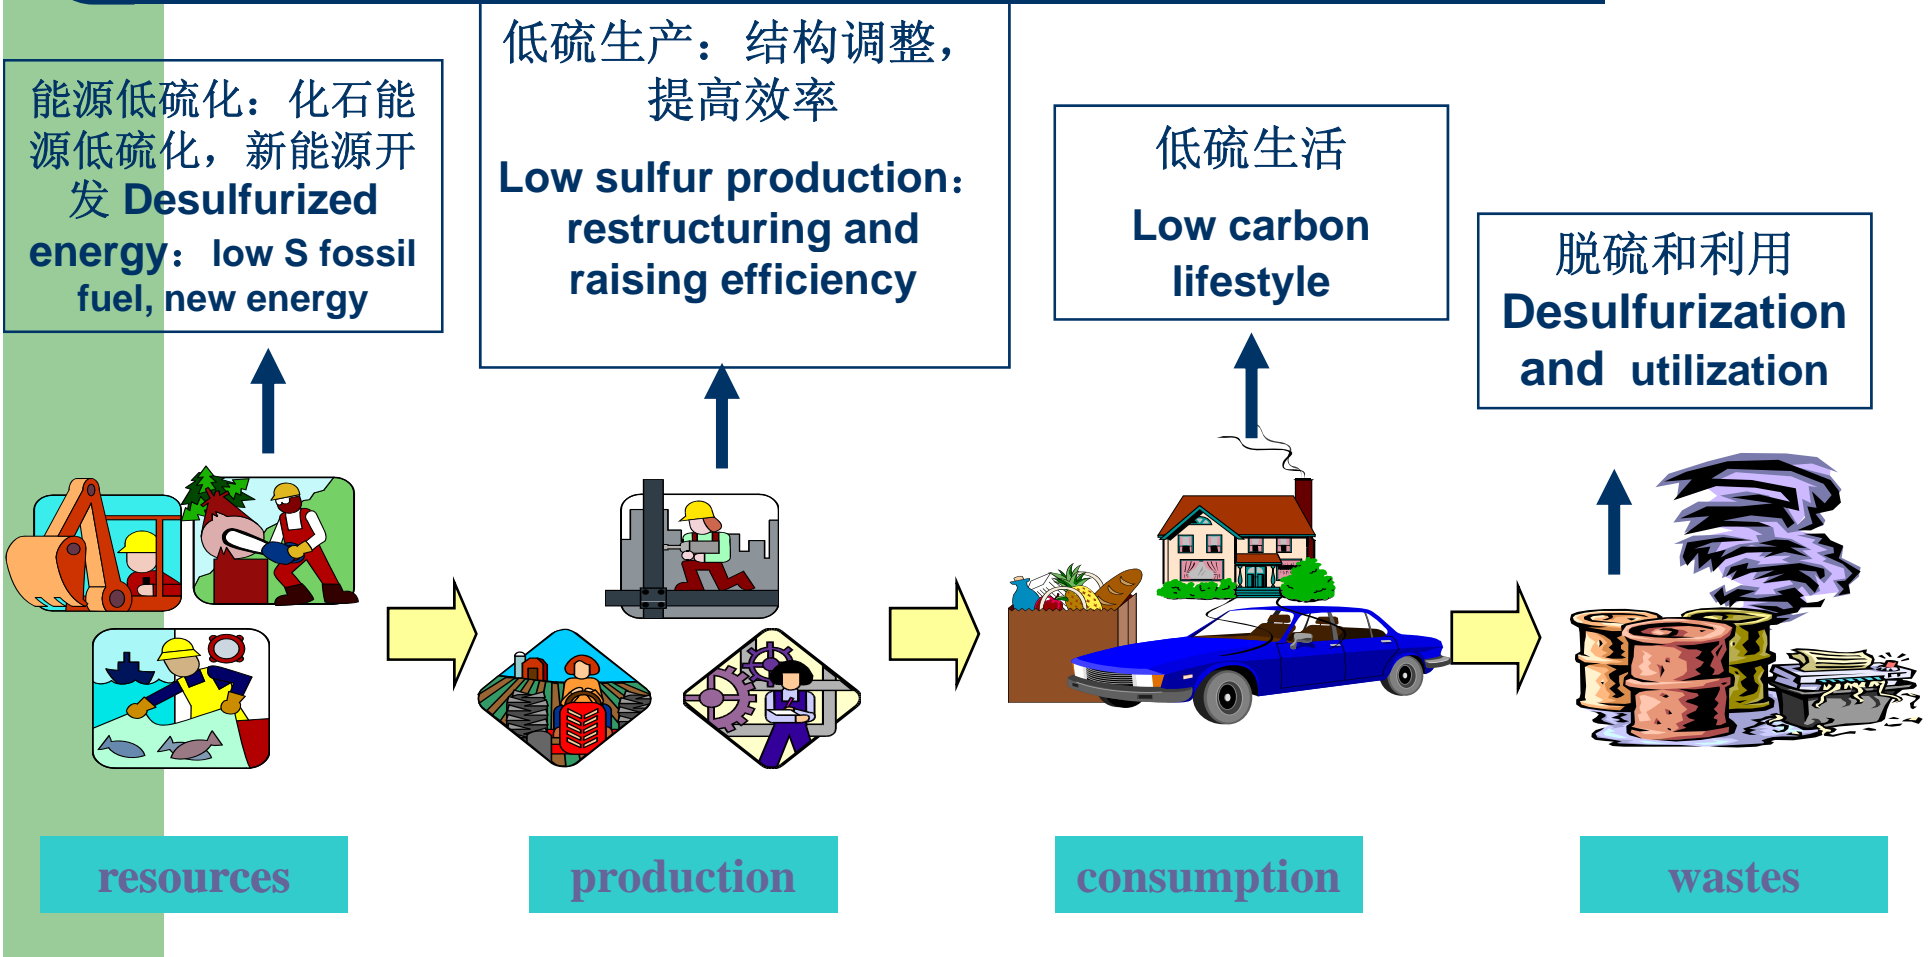 能源低硫化：化石能
源低硫化，新能源开
发 Desulfurized
energy：low S fossil
fuel, new energy
低硫生产：结构调整，
提高效率
Low sulfur production：
restructuring and
raising efficiency
低硫生活
Low carbon
lifestyle
脱硫和利用
Desulfurization
and utilization
resources
production
consumption
wastes